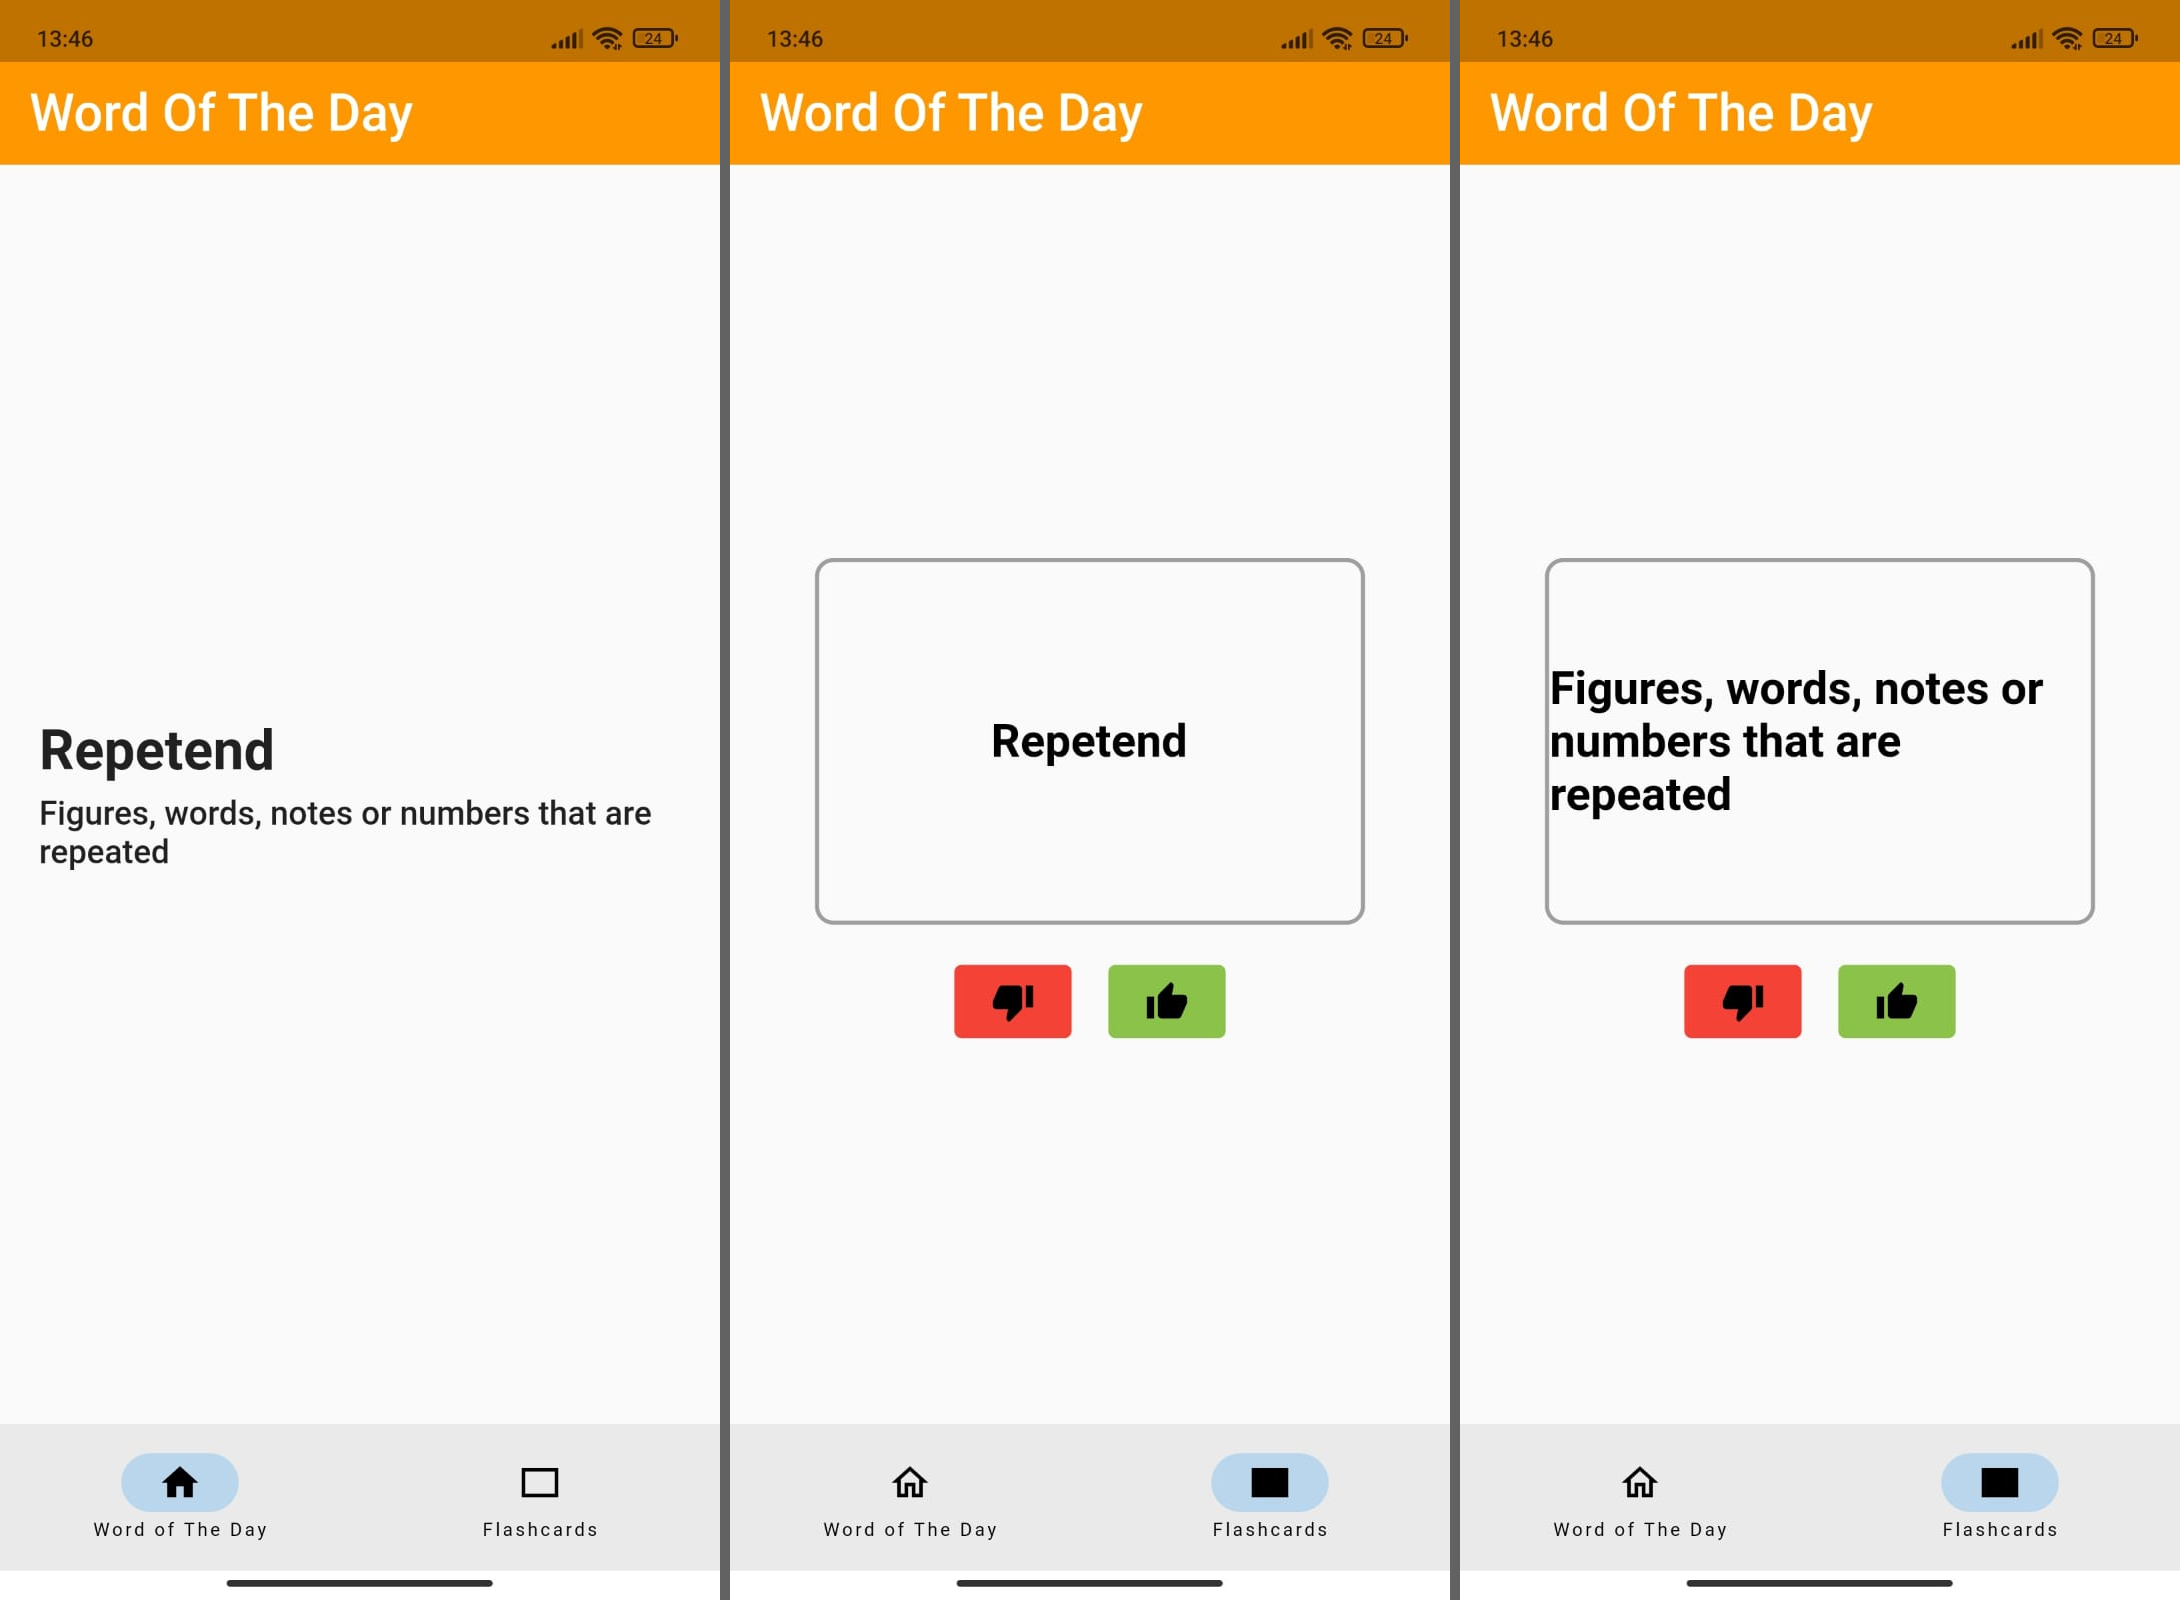 13:46
24
Word Of The Day
Repetend
Figures, words, notes or numbers that are
repeated
Word of The Day
Flashcards
13:46
24
Word Of The Day
Repetend
Word of The Day
Flashcards
13:46
24
Word Of The Day
Figures, words, notes or
numbers that are
repeated
Word of The Day
Flashcards